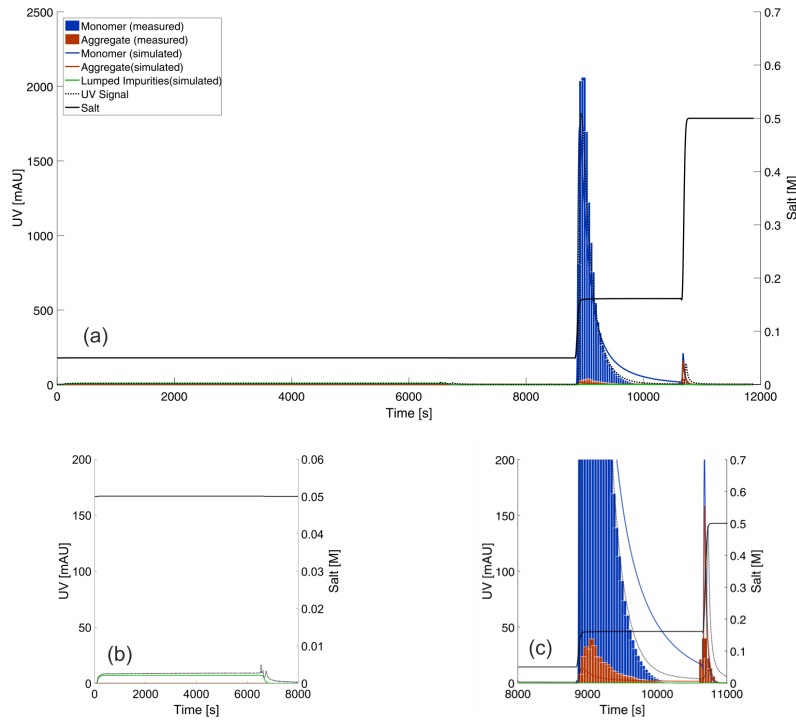 2500
2000
1500
1000
500
0
UV [mAU]
Monomer (measured)
Aggregate (measured)
Monomer (simulated)
Aggregate(simulated)
Lumped Impurities(simulated)
UV Signal
Salt
(a)
0.7
0.6
0.5
0.4
0.3
0.2
0.1
0
Salt [M]
0 2000 4000 6000 8000 10000 12000
Time [s]
200
150
100
50
0
UV [mAU]
(b)
0.06
0.05
0.04
0.03
0.02
0.01
0
Salt [M]
0 2000 4000 6000 8000
Time [s]
200
150
100
50
0
UV [mAU]
(c)
0.7
0.6
0.5
0.4
0.3
0.2
0.1
0
Salt [M]
8000 9000 10000 11000
Time [s]